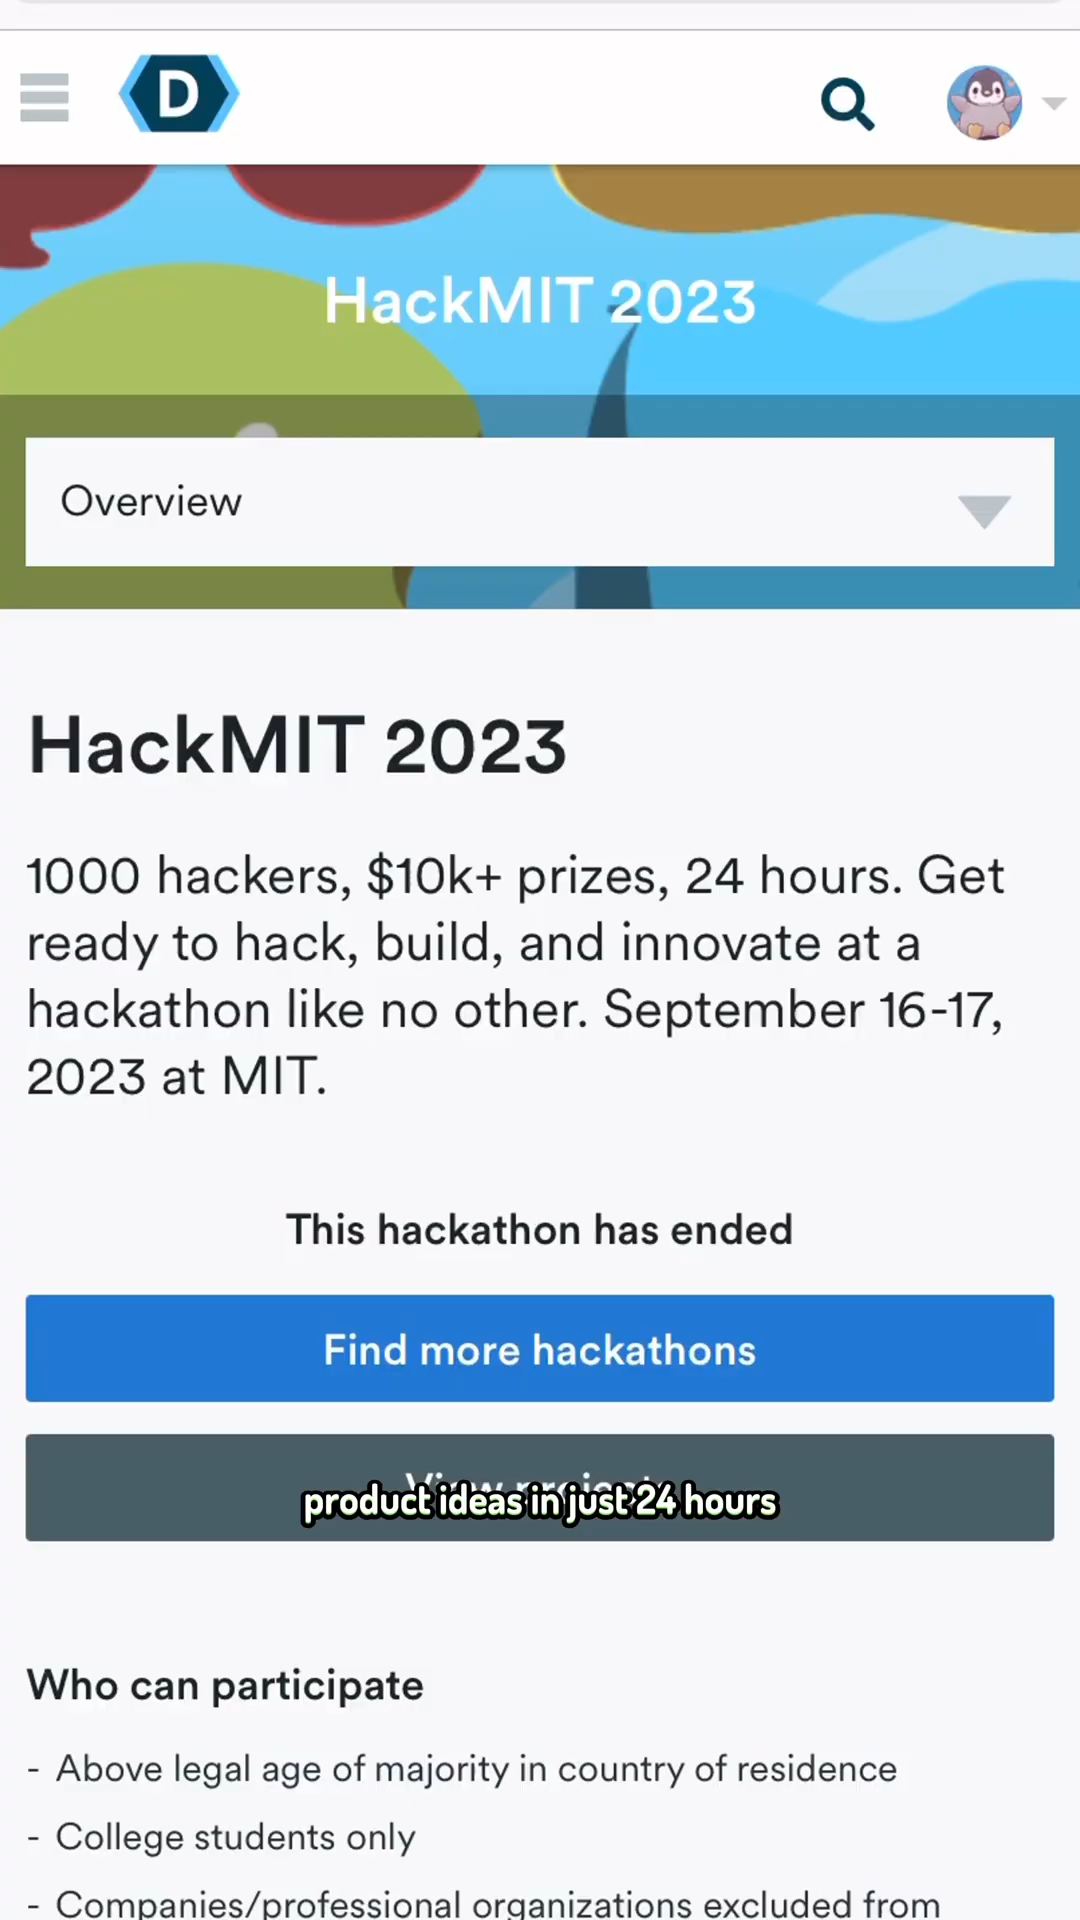 D
HackMIT 2023
Overview
HackMIT 2023
1000 hackers, $10k+ prizes, 24 hours. Get
ready to hack, build, and innovate at a
hackathon like no other. September 16-17,
2023 at MIT.
This hackathon has ended
Find more hackathons
View projects
product ideas in just 24 hours
Who can participate
- Above legal age of majority in country of residence
- College students only
- Companies/professional organizations excluded from